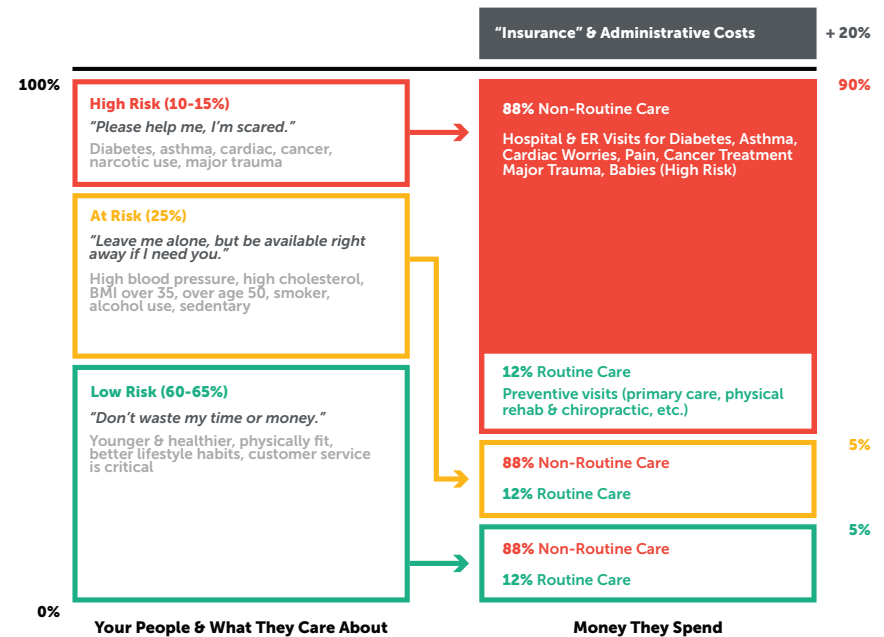 “Insurance” & Administrative Costs
+ 20%
100%
90%
High Risk (10-15%)
“Please help me, I’m scared.”
Diabetes, asthma, cardiac, cancer,
narcotic use, major trauma
88% Non-Routine Care
Hospital & ER Visits for Diabetes, Asthma,
Cardiac Worries, Pain, Cancer Treatment
Major Trauma, Babies (High Risk)
At Risk (25%)
“Leave me alone, but be available right
away if I need you.”
High blood pressure, high cholesterol,
BMI over 35, over age 50, smoker,
alcohol use, sedentary
12% Routine Care
Preventive visits (primary care, physical
rehab & chiropractic, etc.)
Low Risk (60-65%)
“Don’t waste my time or money.”
Younger & healthier, physically fit,
better lifestyle habits, customer service
is critical
5%
88% Non-Routine Care
12% Routine Care
5%
88% Non-Routine Care
12% Routine Care
0%
Your People & What They Care About
Money They Spend